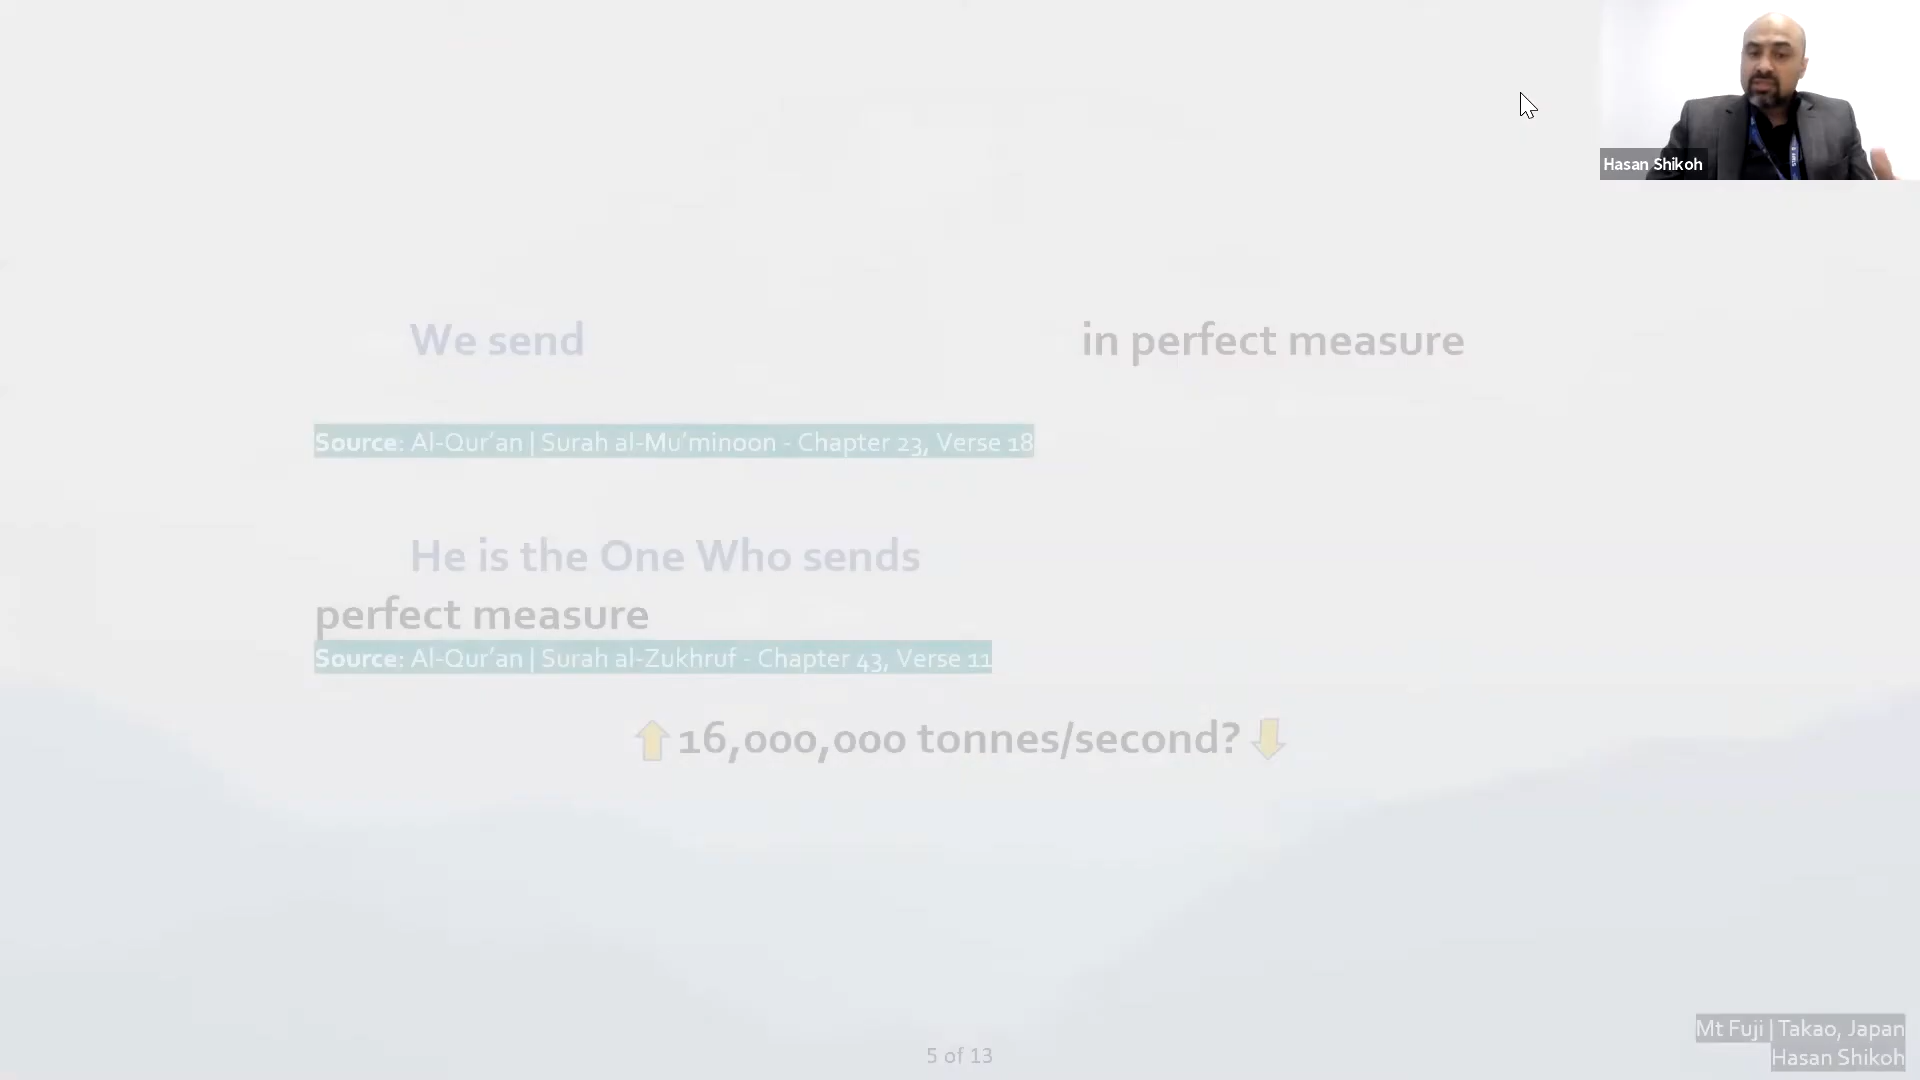 Hasan Shikoh
We send in perfect measure
Source: Al-Qur’an | Surah al-Mu’minoon - Chapter 23, Verse 18
He is the One Who sends
perfect measure
Source: Al-Qur’an | Surah al-Zukhruf - Chapter 43, Verse 11
16,000,000 tonnes/second?
5 of 13
Mt Fuji | Takao, Japan
Hasan Shikoh